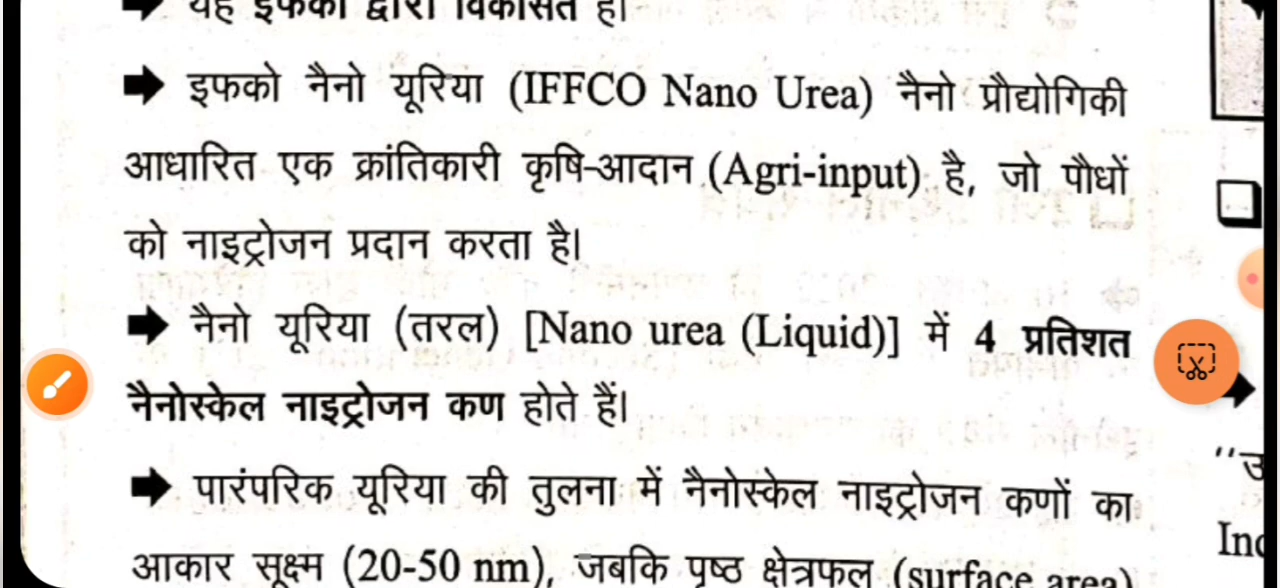 ➡ यह इफको द्वारा विकसित है।
➡ इफको नैनो यूरिया (IFFCO Nano Urea) नैनो प्रौद्योगिकी
आधारित एक क्रांतिकारी कृषि-आदान (Agri-input) है, जो पौधों
को नाइट्रोजन प्रदान करता है।
➡ नैनो यूरिया (तरल) [Nano urea (Liquid)] में 4 प्रतिशत
नैनोस्केल नाइट्रोजन कण होते हैं।
➡ पारंपरिक यूरिया की तुलना में नैनोस्केल नाइट्रोजन कणों का
आकार सूक्ष्म (20-50 nm), जबकि पृष्ठ क्षेत्रफल (surface area)